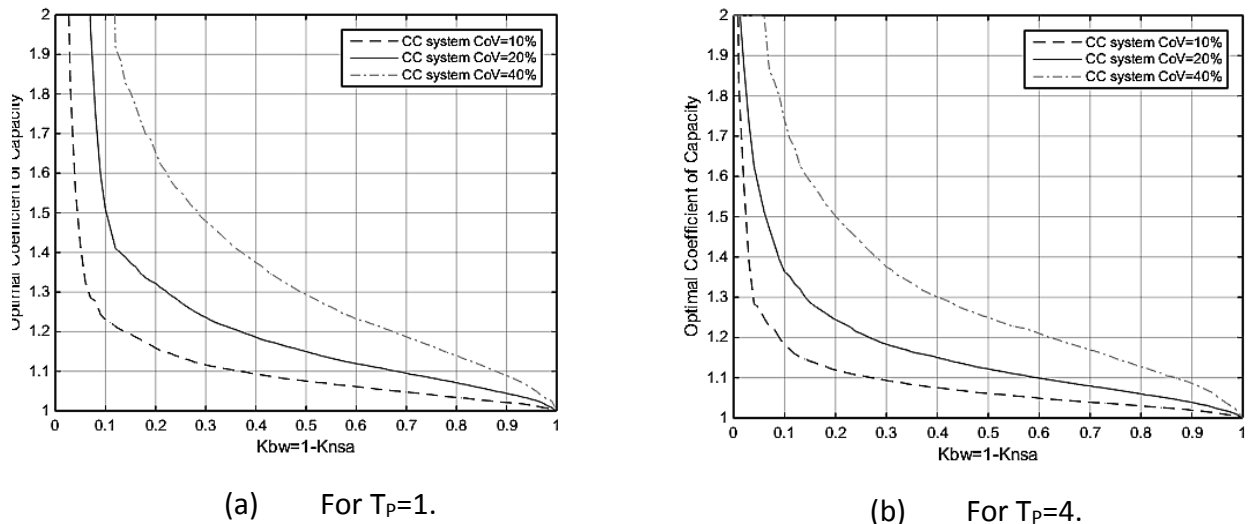 2
1.9
1.8
1.7
1.6
1.5
1.4
1.3
1.2
1.1
1
Optimal Coefficient of Capacity
CC system CoV=10%
CC system CoV=20%
CC system CoV=40%
0 0.1 0.2 0.3 0.4 0.5 0.6 0.7 0.8 0.9 1
Kbw=1-Knsa
(a) For TP=1.
2
1.9
1.8
1.7
1.6
1.5
1.4
1.3
1.2
1.1
1
Optimal Coefficient of Capacity
CC system CoV=10%
CC system CoV=20%
CC system CoV=40%
0 0.1 0.2 0.3 0.4 0.5 0.6 0.7 0.8 0.9 1
Kbw=1-Knsa
(b) For TP=4.